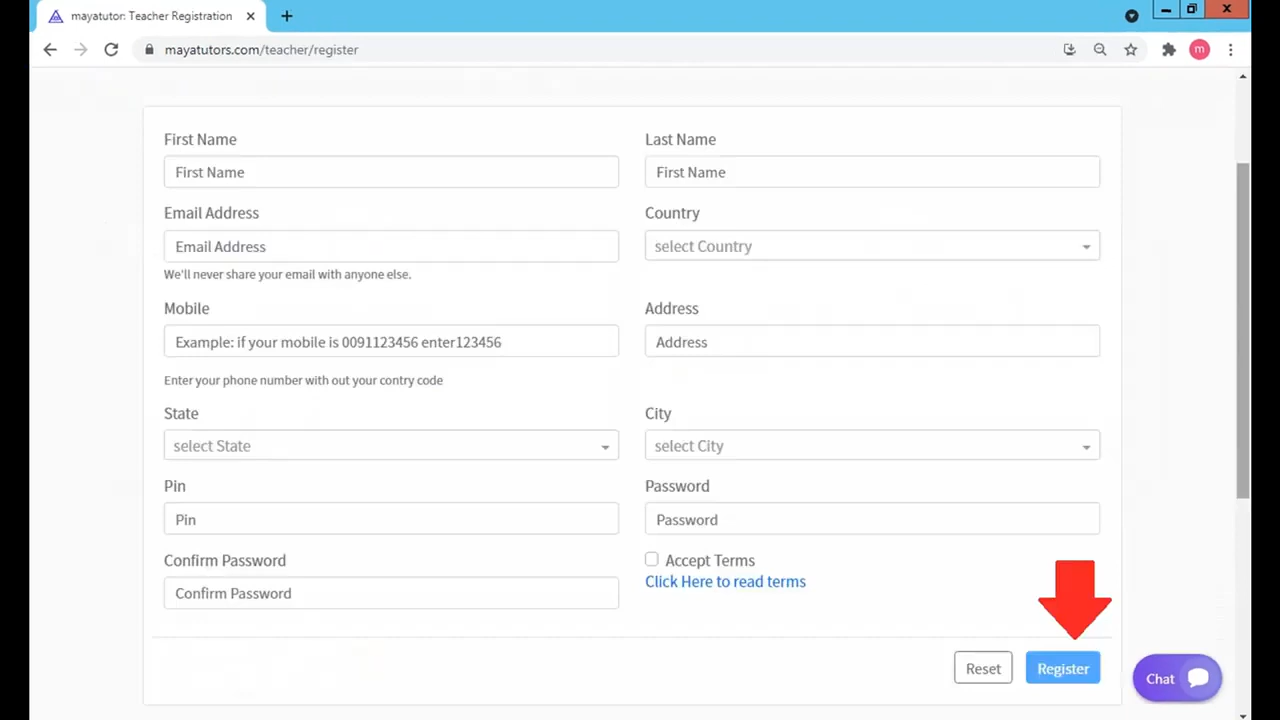 mayatutor: Teacher Registration
mayatutors.com/teacher/register
m
First Name
Last Name
First Name
First Name
Email Address
Country
Email Address
select Country
We'll never share your email with anyone else.
Mobile
Address
Example: if your mobile is 0091123456 enter123456
Address
Enter your phone number with out your contry code
State
City
select State
select City
Pin
Password
Pin
Password
Confirm Password
Accept Terms
Click Here to read terms
Confirm Password
Reset
Register
Chat